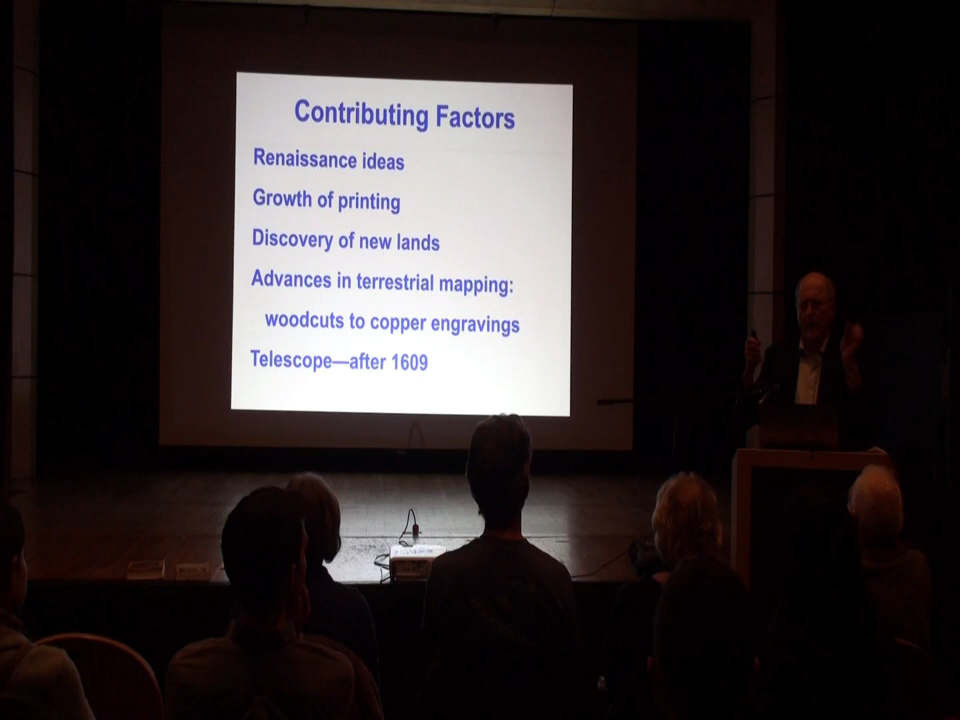 Contributing Factors
Renaissance ideas
Growth of printing
Discovery of new lands
Advances in terrestrial mapping:
woodcuts to copper engravings
Telescope—after 1609